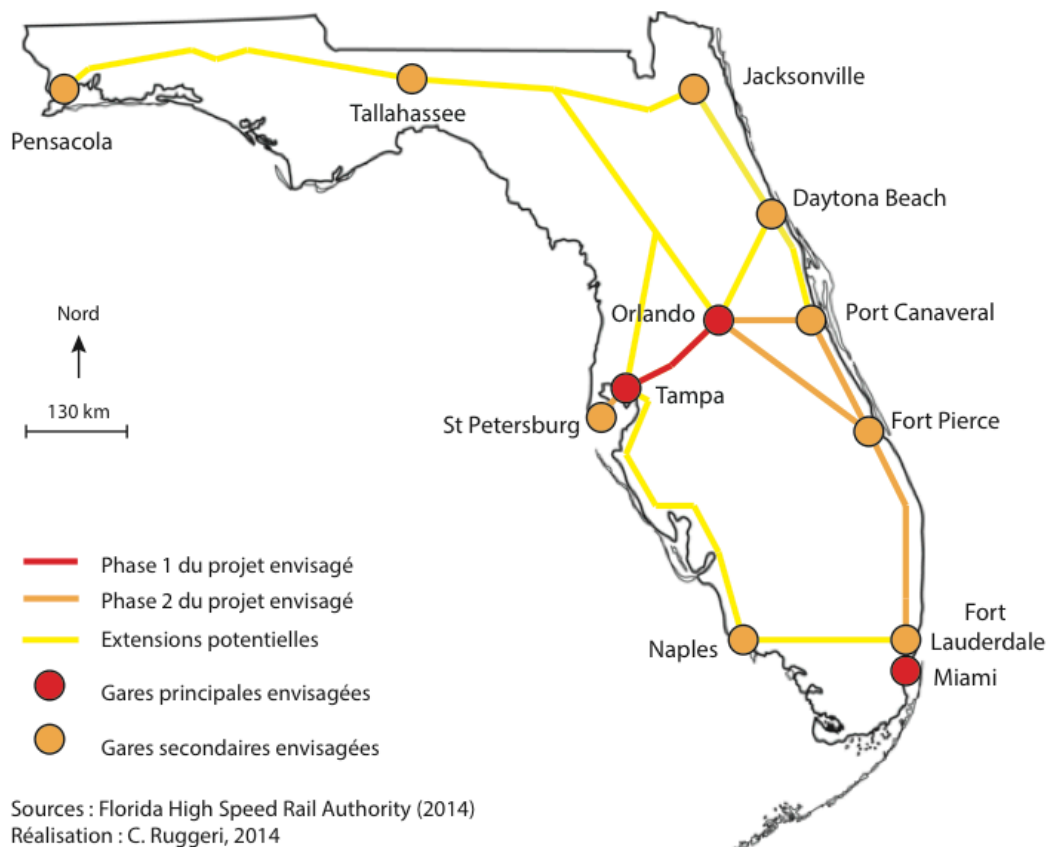 Jacksonville
Tallahassee
Pensacola
Daytona Beach
Nord
Orlando
Port Canaveral
130 km
Tampa
St Petersburg
Fort Pierce
Phase 1 du projet envisagé
Phase 2 du projet envisagé
Extensions potentielles
Fort
Lauderdale
Naples
Miami
Gares principales envisagées
Gares secondaires envisagées
Sources : Florida High Speed Rail Authority (2014)
Réalisation : C. Ruggeri, 2014